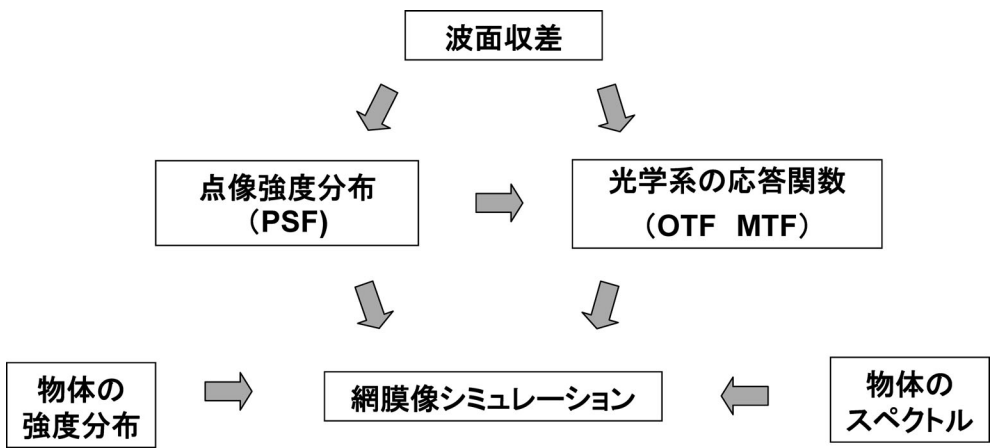 波面収差
点像強度分布
（PSF)
光学系の応答関数
（OTF　MTF）
物体の
強度分布
網膜像シミュレーション
物体の
スペクトル